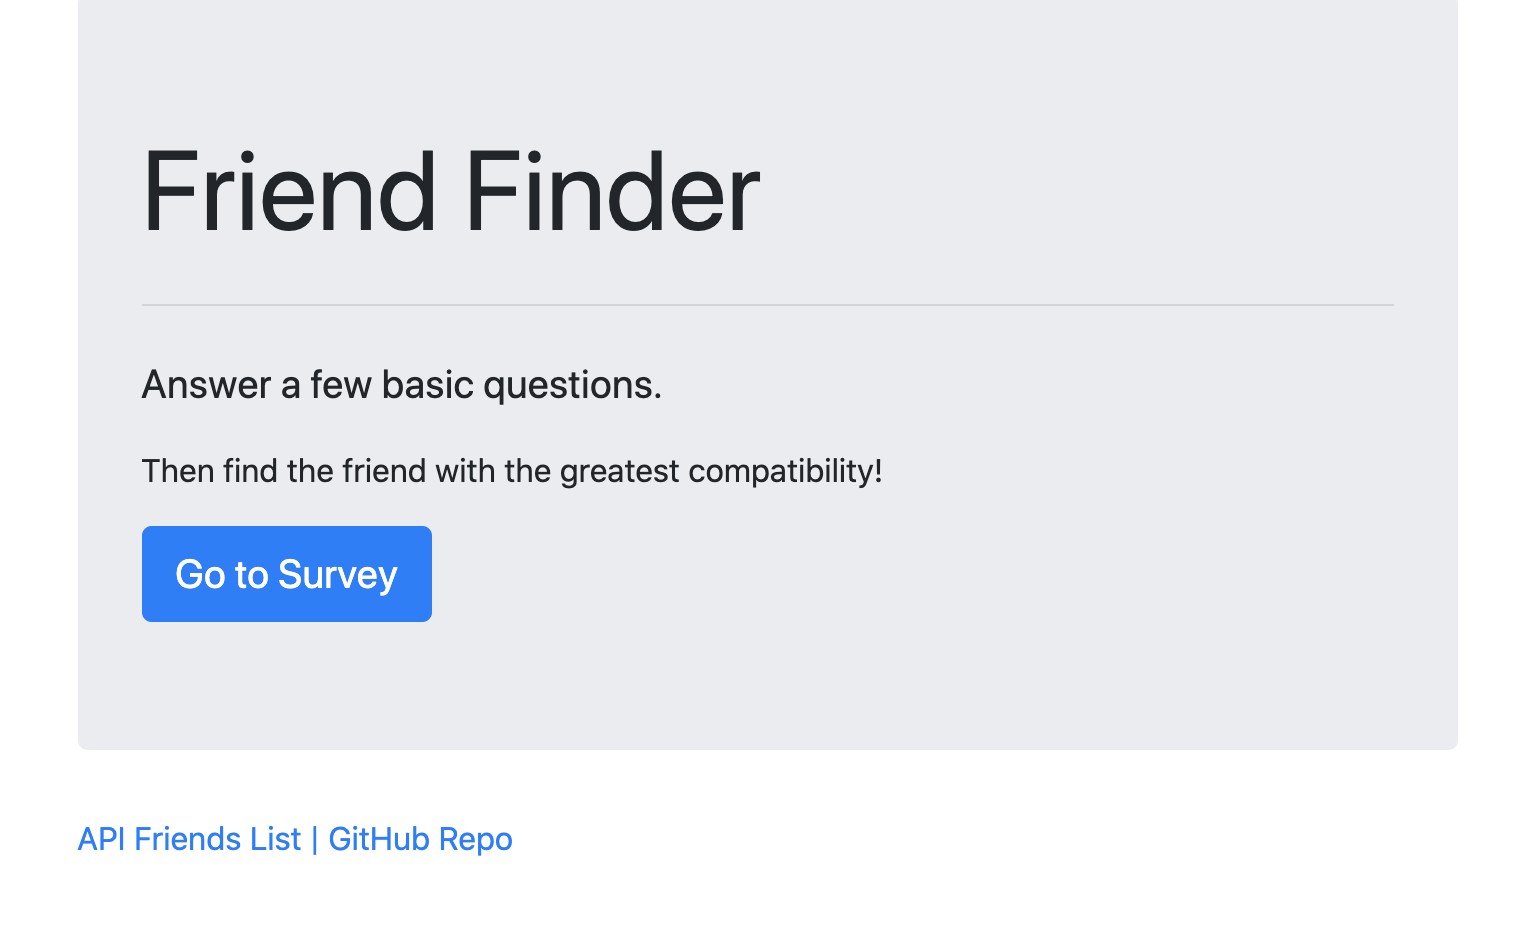 Friend Finder
Answer a few basic questions.
Then find the friend with the greatest compatibility!
Go to Survey
API Friends List | GitHub Repo